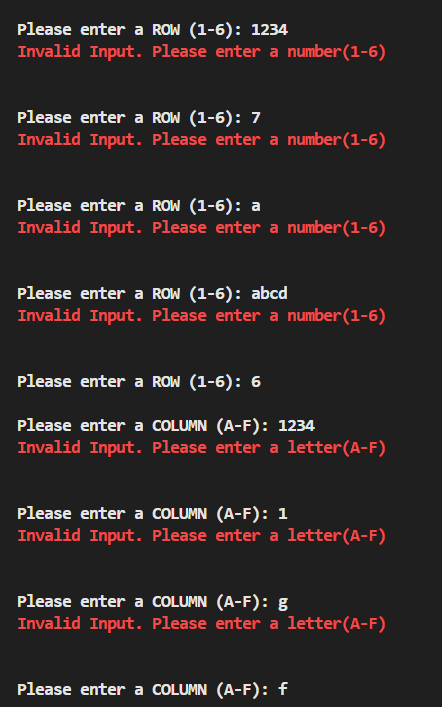 Please enter a ROW (1-6): 1234
Invalid Input. Please enter a number(1-6)
Please enter a ROW (1-6): 7
Invalid Input. Please enter a number(1-6)
Please enter a ROW (1-6): a
Invalid Input. Please enter a number(1-6)
Please enter a ROW (1-6): abcd
Invalid Input. Please enter a number(1-6)
Please enter a ROW (1-6): 6
Please enter a COLUMN (A-F): 1234
Invalid Input. Please enter a letter(A-F)
Please enter a COLUMN (A-F): 1
Invalid Input. Please enter a letter(A-F)
Please enter a COLUMN (A-F): g
Invalid Input. Please enter a letter(A-F)
Please enter a COLUMN (A-F): f